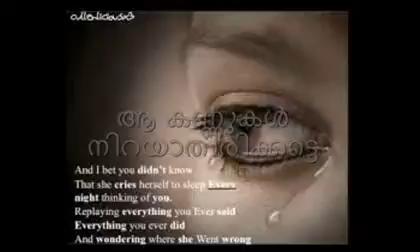 ആ കണ്ണുകൾ
നിറയാതിരിക്കട്ടെ
And I bet you didn't know
That she cries herself to sleep Every
night thinking of you.
Replaying everything you Ever said
Everything you ever did
And wondering where she Went wrong